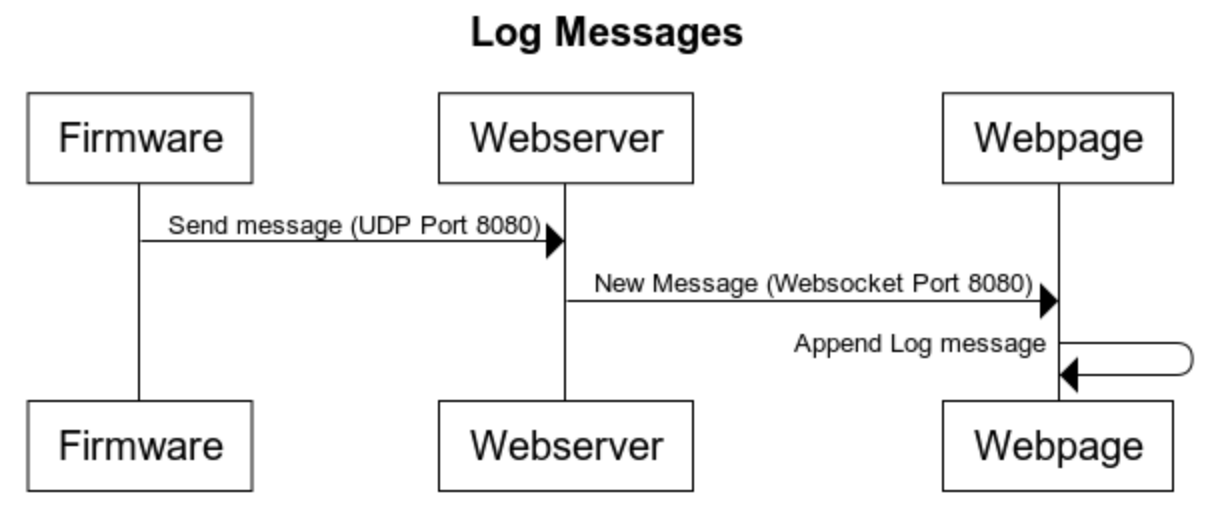 Log Messages
Firmware
Webserver
Webpage
Send message (UDP Port 8080)
New Message (Websocket Port 8080)
Append Log message
Firmware
Webserver
Webpage